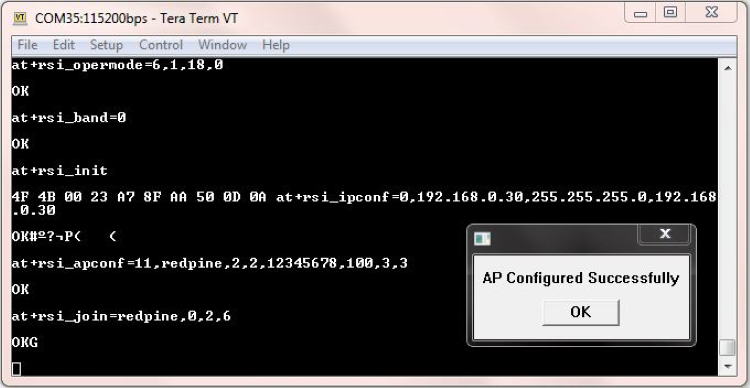 COM35:115200bps - Tera Term VT
File Edit Setup Control Window Help
at+rsi_opermode=6,1,18,0
OK
at+rsi_band=0
OK
at+rsi_init
4F 4B 00 23 A7 8F AA 50 0D 0A at+rsi_ipconf=0,192.168.0.30,255.255.255.0,192.168
.0.30
OK#º?¬P( (
at+rsi_apconf=11,redpine,2,2,12345678,100,3,3
OK
at+rsi_join=redpine,0,2,6
OKG
AP Configured Successfully
OK